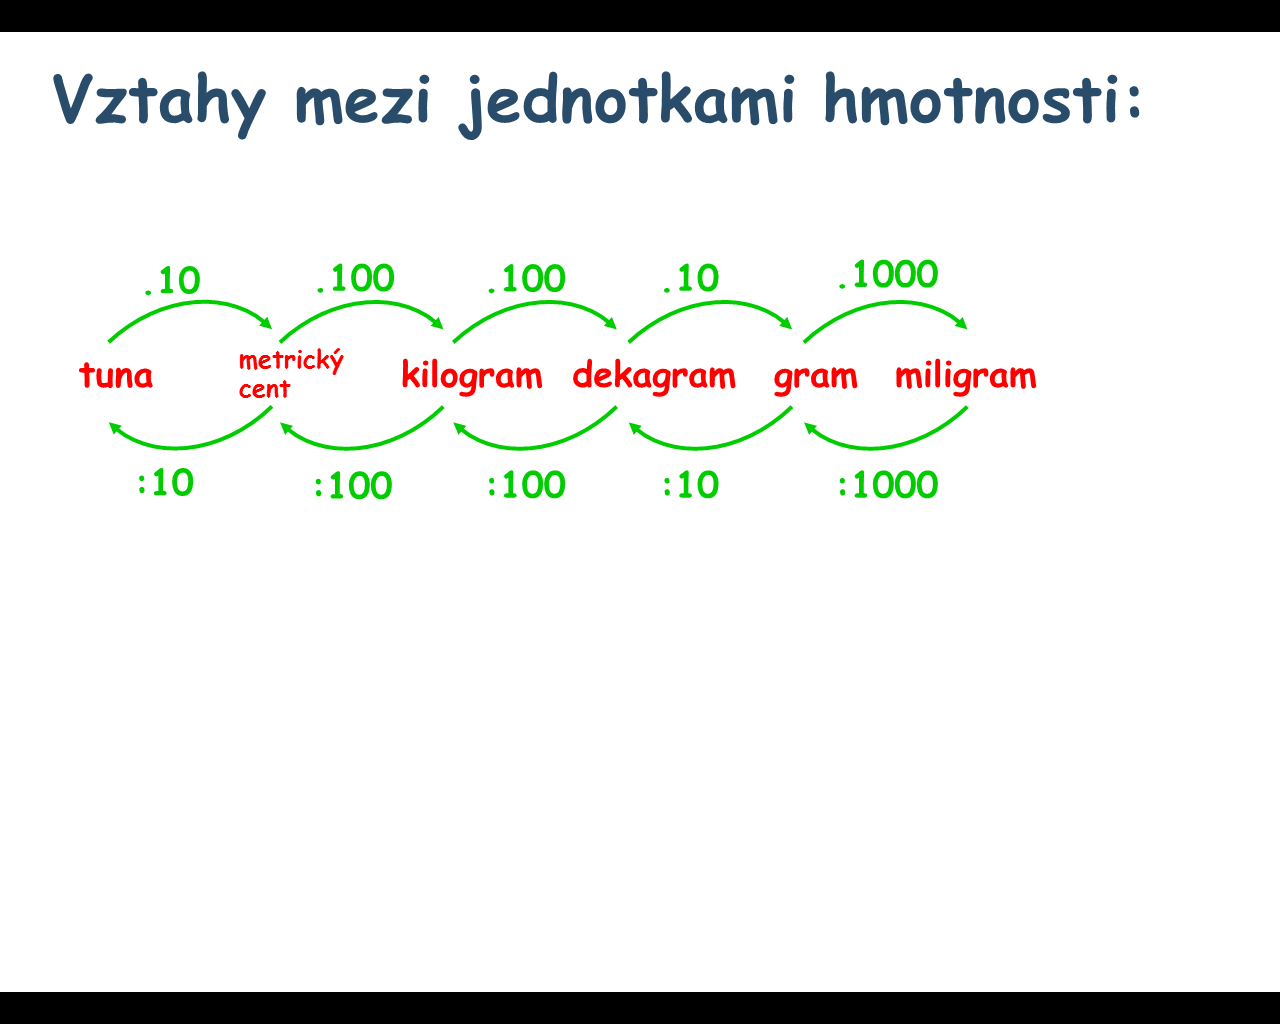 Vztahy mezi jednotkami hmotnosti:
.10 .100 .100 .10 .1000
tuna metrický cent kilogram dekagram gram miligram
:10 :100 :100 :10 :1000